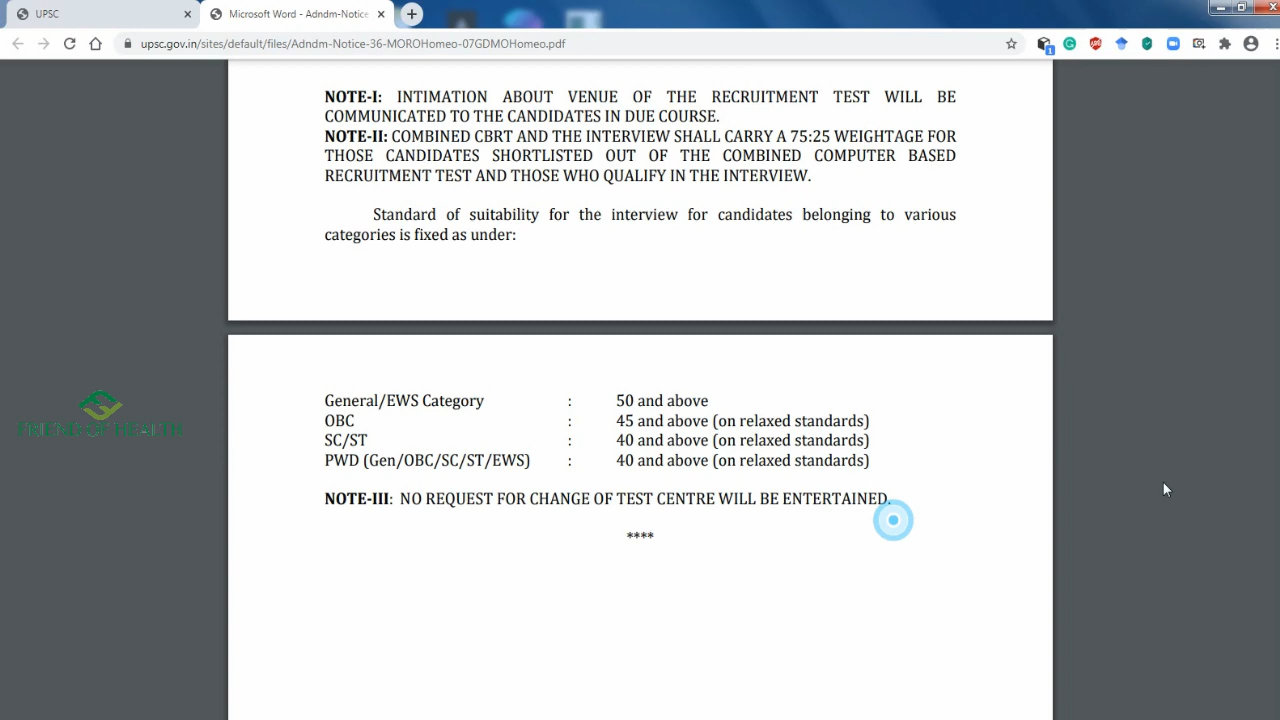 UPSC
Microsoft Word - Adndm-Notice
upsc.gov.in/sites/default/files/Adndm-Notice-36-MOROHomeo-07GDMOHomeo.pdf
NOTE-I: INTIMATION ABOUT VENUE OF THE RECRUITMENT TEST WILL BE
COMMUNICATED TO THE CANDIDATES IN DUE COURSE.
NOTE-II: COMBINED CBRT AND THE INTERVIEW SHALL CARRY A 75:25 WEIGHTAGE FOR
THOSE CANDIDATES SHORTLISTED OUT OF THE COMBINED COMPUTER BASED
RECRUITMENT TEST AND THOSE WHO QUALIFY IN THE INTERVIEW.
Standard of suitability for the interview for candidates belonging to various
categories is fixed as under:
General/EWS Category : 50 and above
OBC : 45 and above (on relaxed standards)
SC/ST : 40 and above (on relaxed standards)
PWD (Gen/OBC/SC/ST/EWS) : 40 and above (on relaxed standards)
FRIEND OF HEALTH
NOTE-III: NO REQUEST FOR CHANGE OF TEST CENTRE WILL BE ENTERTAINED.
****